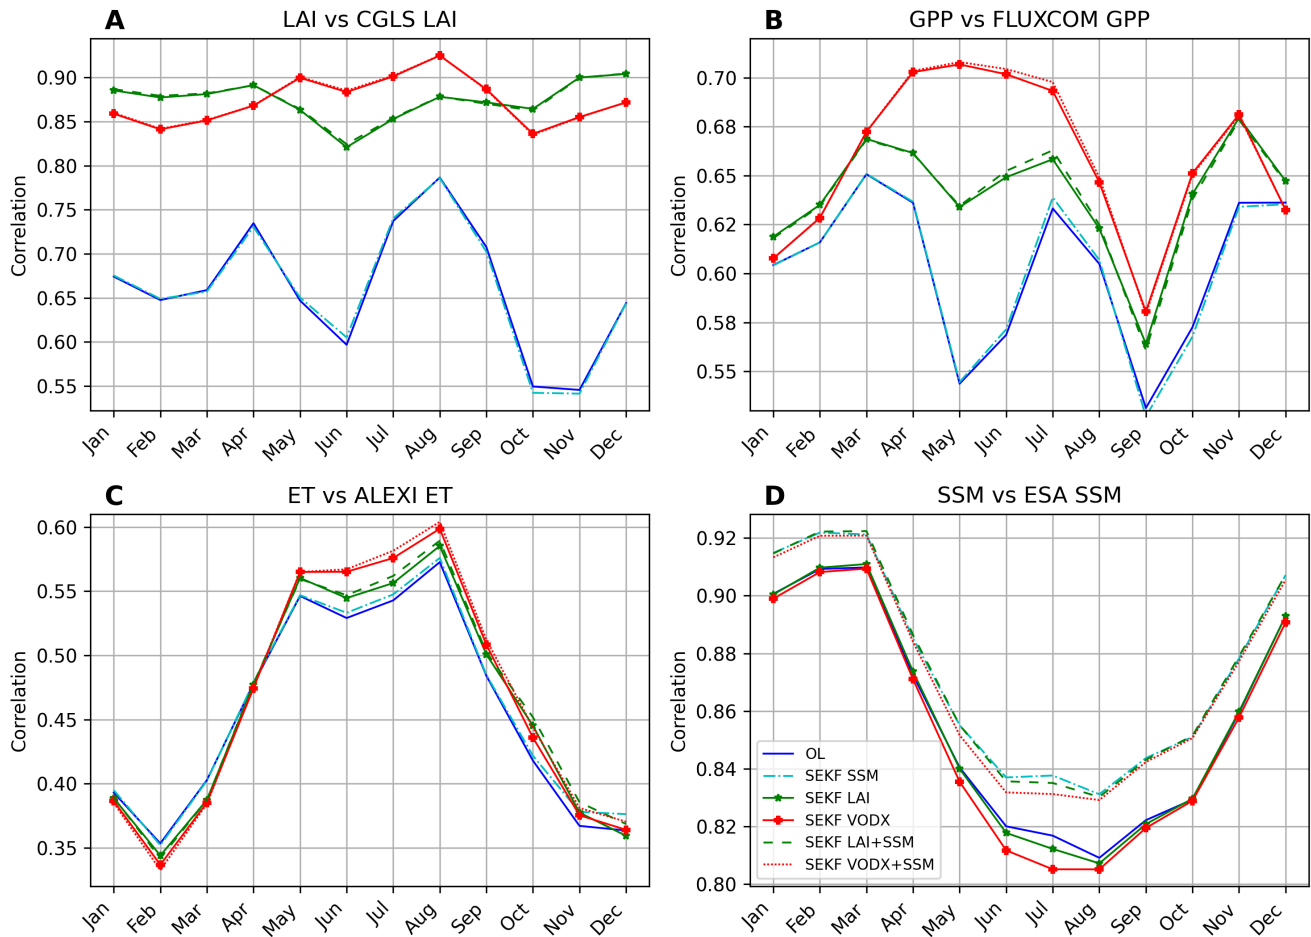 A LAI vs CGLS LAI
Correlation
0.90
0.85
0.80
0.75
0.70
0.65
0.60
0.55
Jan Feb Mar Apr May Jun Jul Aug Sep Oct Nov Dec
B GPP vs FLUXCOM GPP
Correlation
0.70
0.68
0.65
0.62
0.60
0.58
0.55
Jan Feb Mar Apr May Jun Jul Aug Sep Oct Nov Dec
C ET vs ALEXI ET
Correlation
0.60
0.55
0.50
0.45
0.40
0.35
Jan Feb Mar Apr May Jun Jul Aug Sep Oct Nov Dec
D SSM vs ESA SSM
Correlation
0.92
0.90
0.88
0.86
0.84
0.82
0.80
OL
SEKF SSM
SEKF LAI
SEKF VODX
SEKF LAI+SSM
SEKF VODX+SSM
Jan Feb Mar Apr May Jun Jul Aug Sep Oct Nov Dec